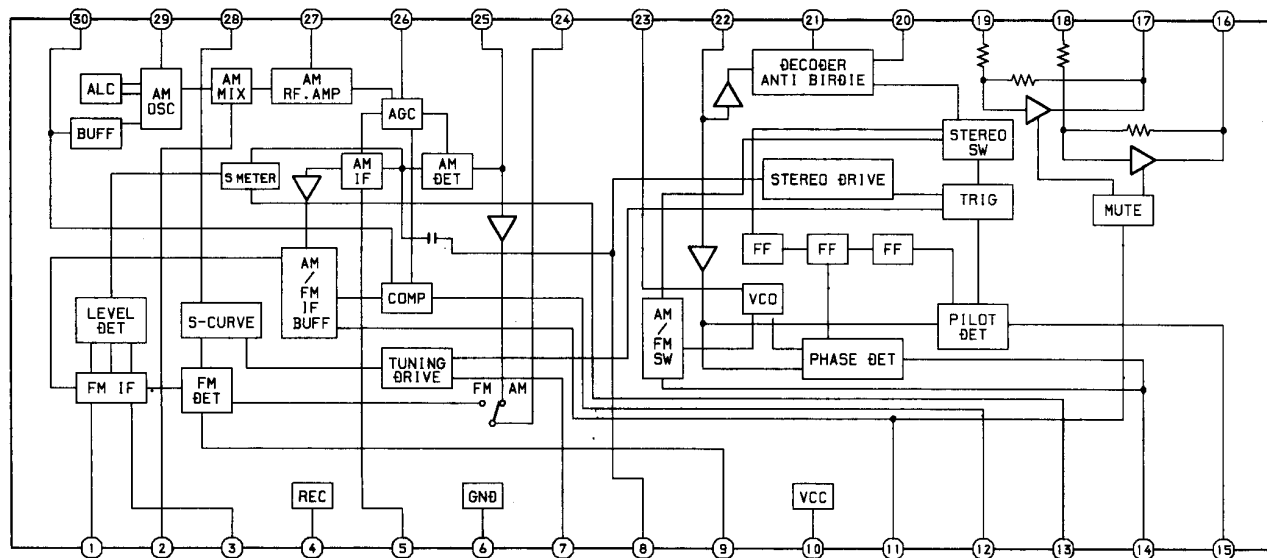 30 29 28 27 26 25 24 23 22 21 20 19 18 17 16
ALC
AM
OSC
AM
MIX
AM
RF.AMP
DECODER
ANTI BIRDIE
BUFF
AGC
STEREO
SW
S METER
AM
IF
AM
DET
STEREO DRIVE
TRIG
MUTE
AM
/
FM
IF
BUFF
FF
FF
FF
LEVEL
DET
S-CURVE
COMP
AM
/
FM
SW
VCO
PILOT
DET
FM IF
FM
DET
TUNING
DRIVE
FM
AM
PHASE DET
REC
GND
VCC
1 2 3 4 5 6 7 8 9 10 11 12 13 14 15